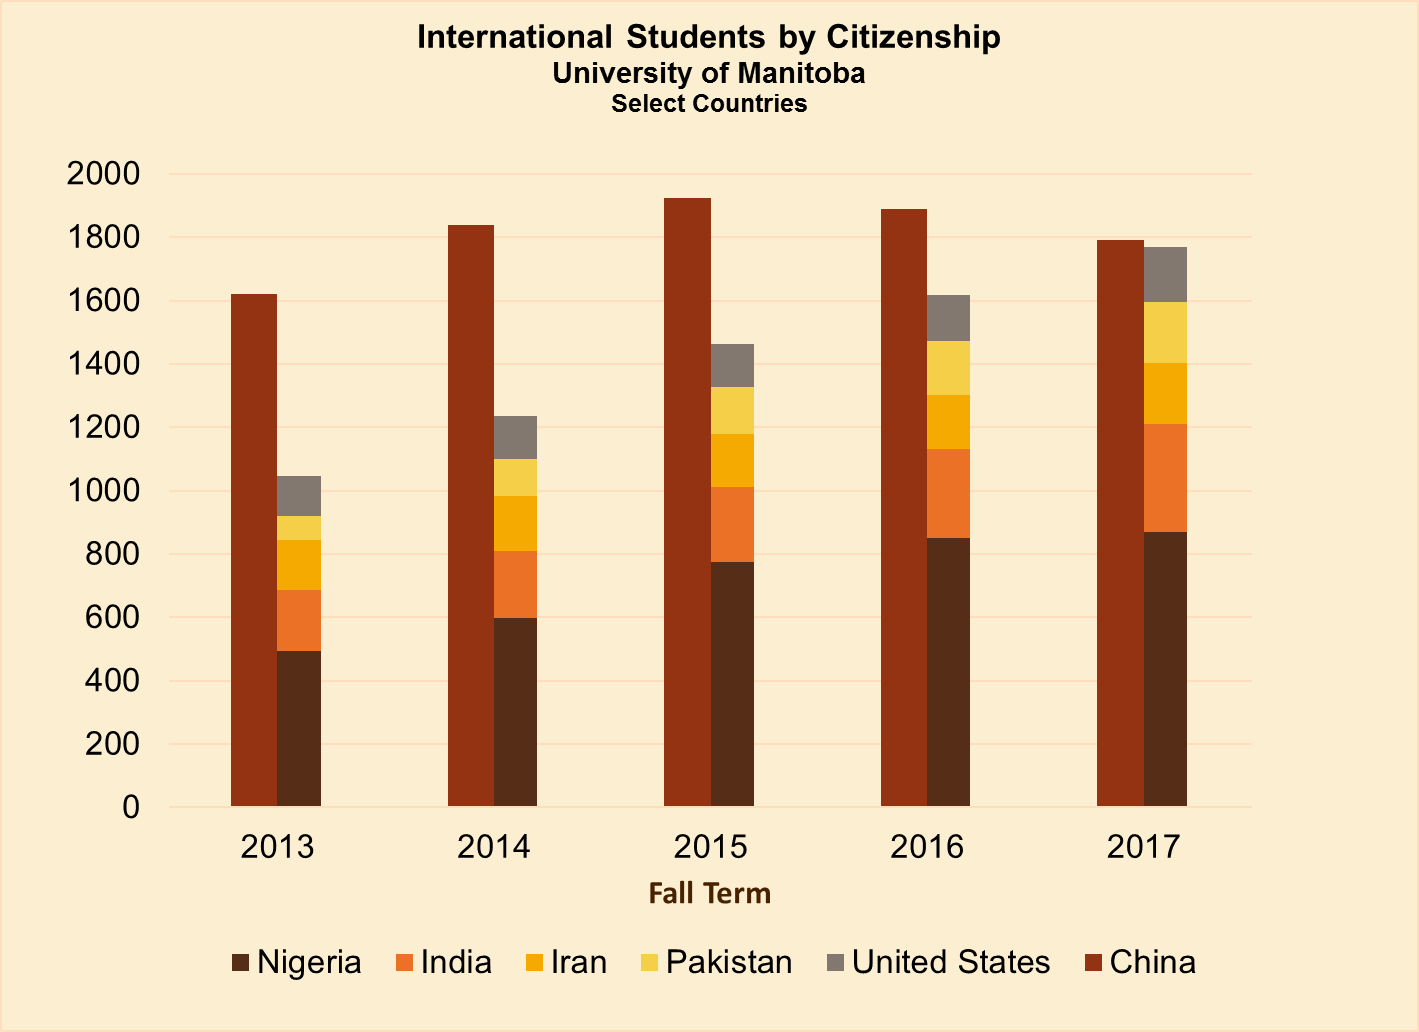 International Students by Citizenship
University of Manitoba
Select Countries
2000
1800
1600
1400
1200
1000
800
600
400
200
0
2013 2014 2015 2016 2017
Fall Term
Nigeria India Iran Pakistan United States China